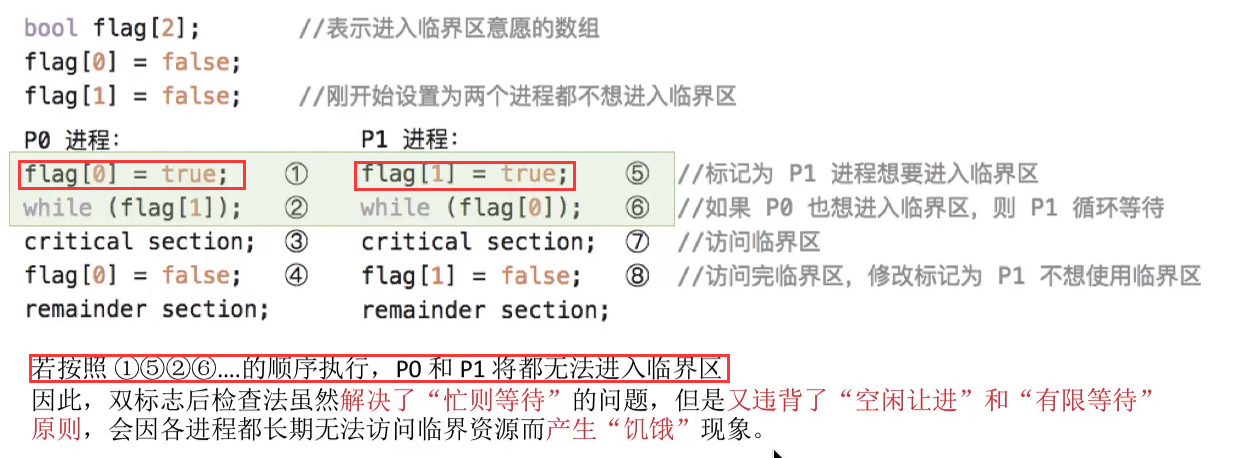 bool flag[2]; //表示进入临界区意愿的数组
flag[0] = false;
flag[1] = false; //刚开始设置为两个进程都不想进入临界区
P0 进程: P1 进程:
flag[0] = true; ① flag[1] = true; ⑤ //标记为 P1 进程想要进入临界区
while (flag[1]); ② while (flag[0]); ⑥ //如果 P0 也想进入临界区，则 P1 循环等待
critical section; ③ critical section; ⑦ //访问临界区
flag[0] = false; ④ flag[1] = false; ⑧ //访问完临界区，修改标记为 P1 不想使用临界区
remainder section; remainder section;
若按照 ①⑤②⑥....的顺序执行，P0 和 P1 将都无法进入临界区
因此，双标志后检查法虽然解决了“忙则等待”的问题，但是又违背了“空闲让进”和“有限等待”
原则，会因各进程都长期无法访问临界资源而产生“饥饿”现象。